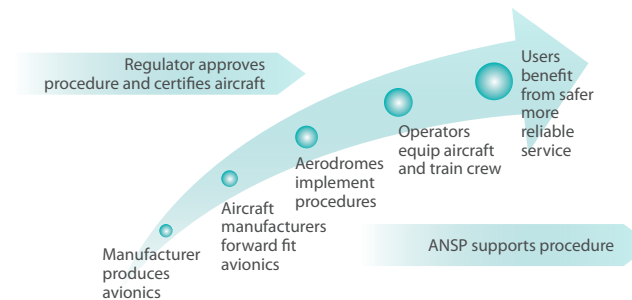 Regulator approves
procedure and certifies aircraft
Users
benefit
from safer
more
reliable
service
Operators
equip aircraft
and train crew
Aerodromes
implement
procedures
Aircraft
manufacturers
forward fit
avionics
Manufacturer
produces
avionics
ANSP supports procedure